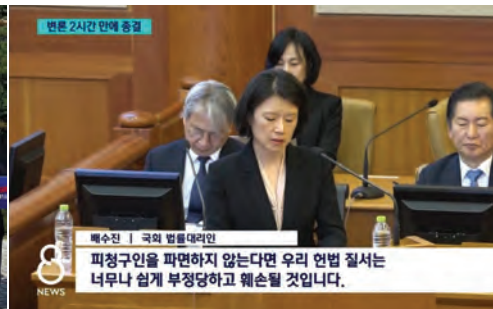 변론 2시간 만에 종결
배수진 | 국회 법률대리인
피청구인을 파면하지 않는다면 우리 헌법 질서는
너무나 쉽게 부정당하고 훼손될 것입니다.
8
NEWS